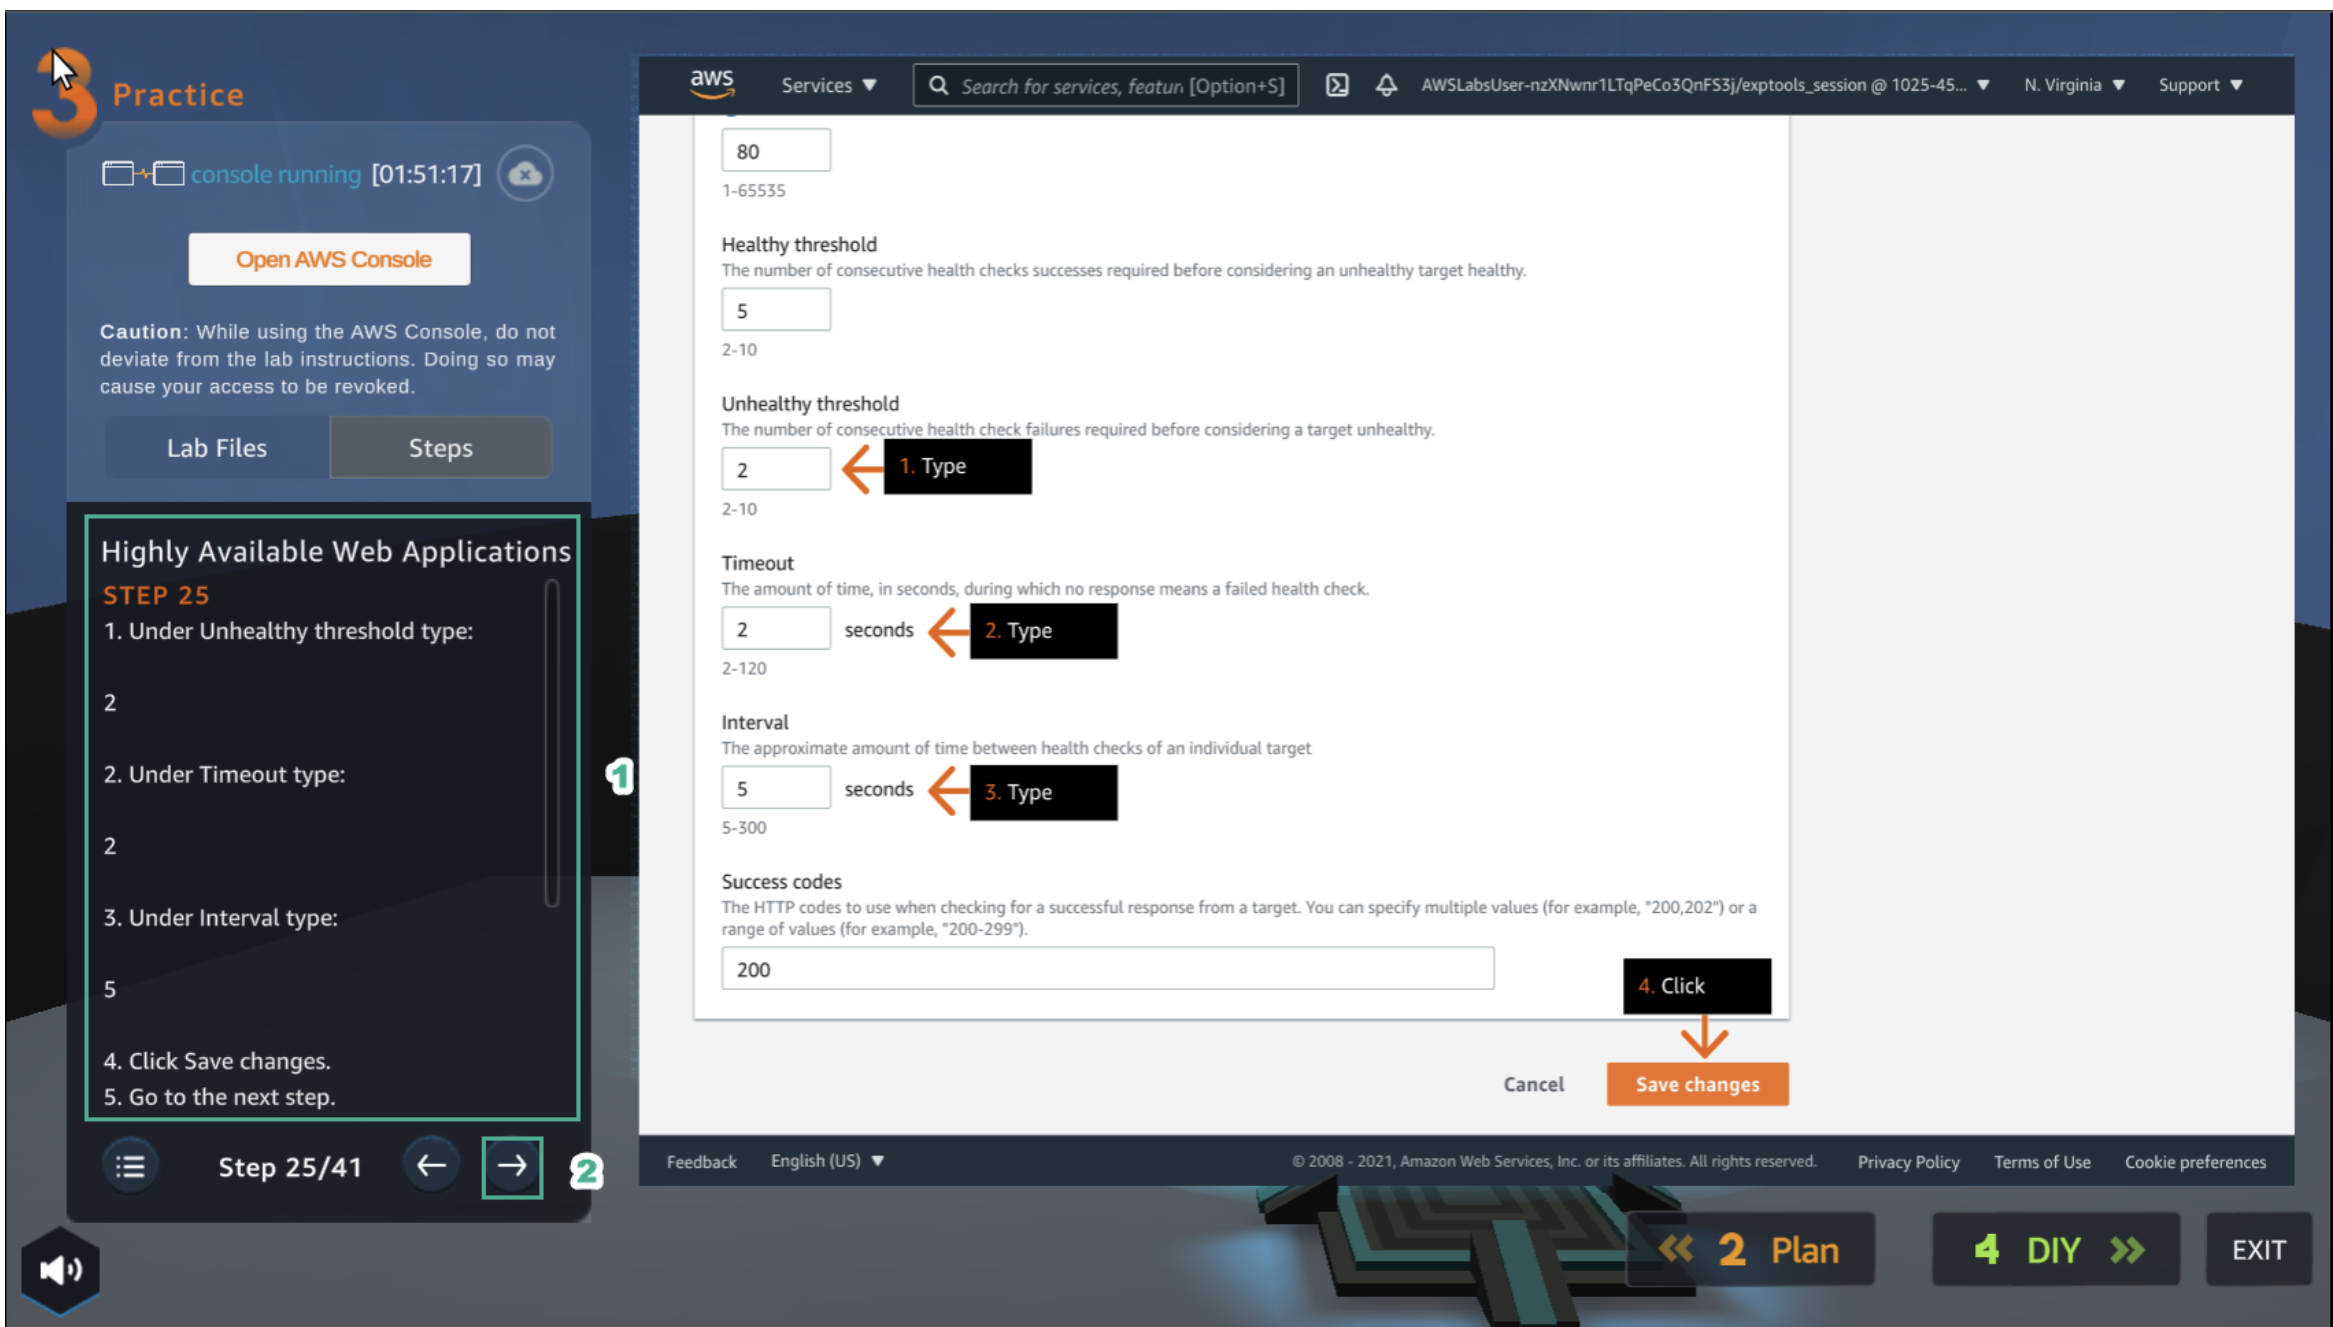 3 Practice
console running [01:51:17]
Open AWS Console
Caution: While using the AWS Console, do not
deviate from the lab instructions. Doing so may
cause your access to be revoked.
Lab Files
Steps
Highly Available Web Applications
STEP 25
1. Under Unhealthy threshold type:
2
2. Under Timeout type:
2
3. Under Interval type:
5
4. Click Save changes.
5. Go to the next step.
1
Step 25/41
2
aws
Services
Search for services, featur [Option+S]
AWSLabsUser-nzXNwnr1LTqPeCo3QnFS3j/exptools_session @ 1025-45...
N. Virginia
Support
80
1-65535
Healthy threshold
The number of consecutive health checks successes required before considering an unhealthy target healthy.
5
2-10
Unhealthy threshold
The number of consecutive health check failures required before considering a target unhealthy.
2
1. Type
2-10
Timeout
The amount of time, in seconds, during which no response means a failed health check.
2 seconds
2. Type
2-120
Interval
The approximate amount of time between health checks of an individual target
5 seconds
3. Type
5-300
Success codes
The HTTP codes to use when checking for a successful response from a target. You can specify multiple values (for example, "200,202") or a
range of values (for example, "200-299").
200
4. Click
Cancel
Save changes
Feedback
English (US)
© 2008 - 2021, Amazon Web Services, Inc. or its affiliates. All rights reserved.
Privacy Policy
Terms of Use
Cookie preferences
2 Plan
4 DIY
EXIT